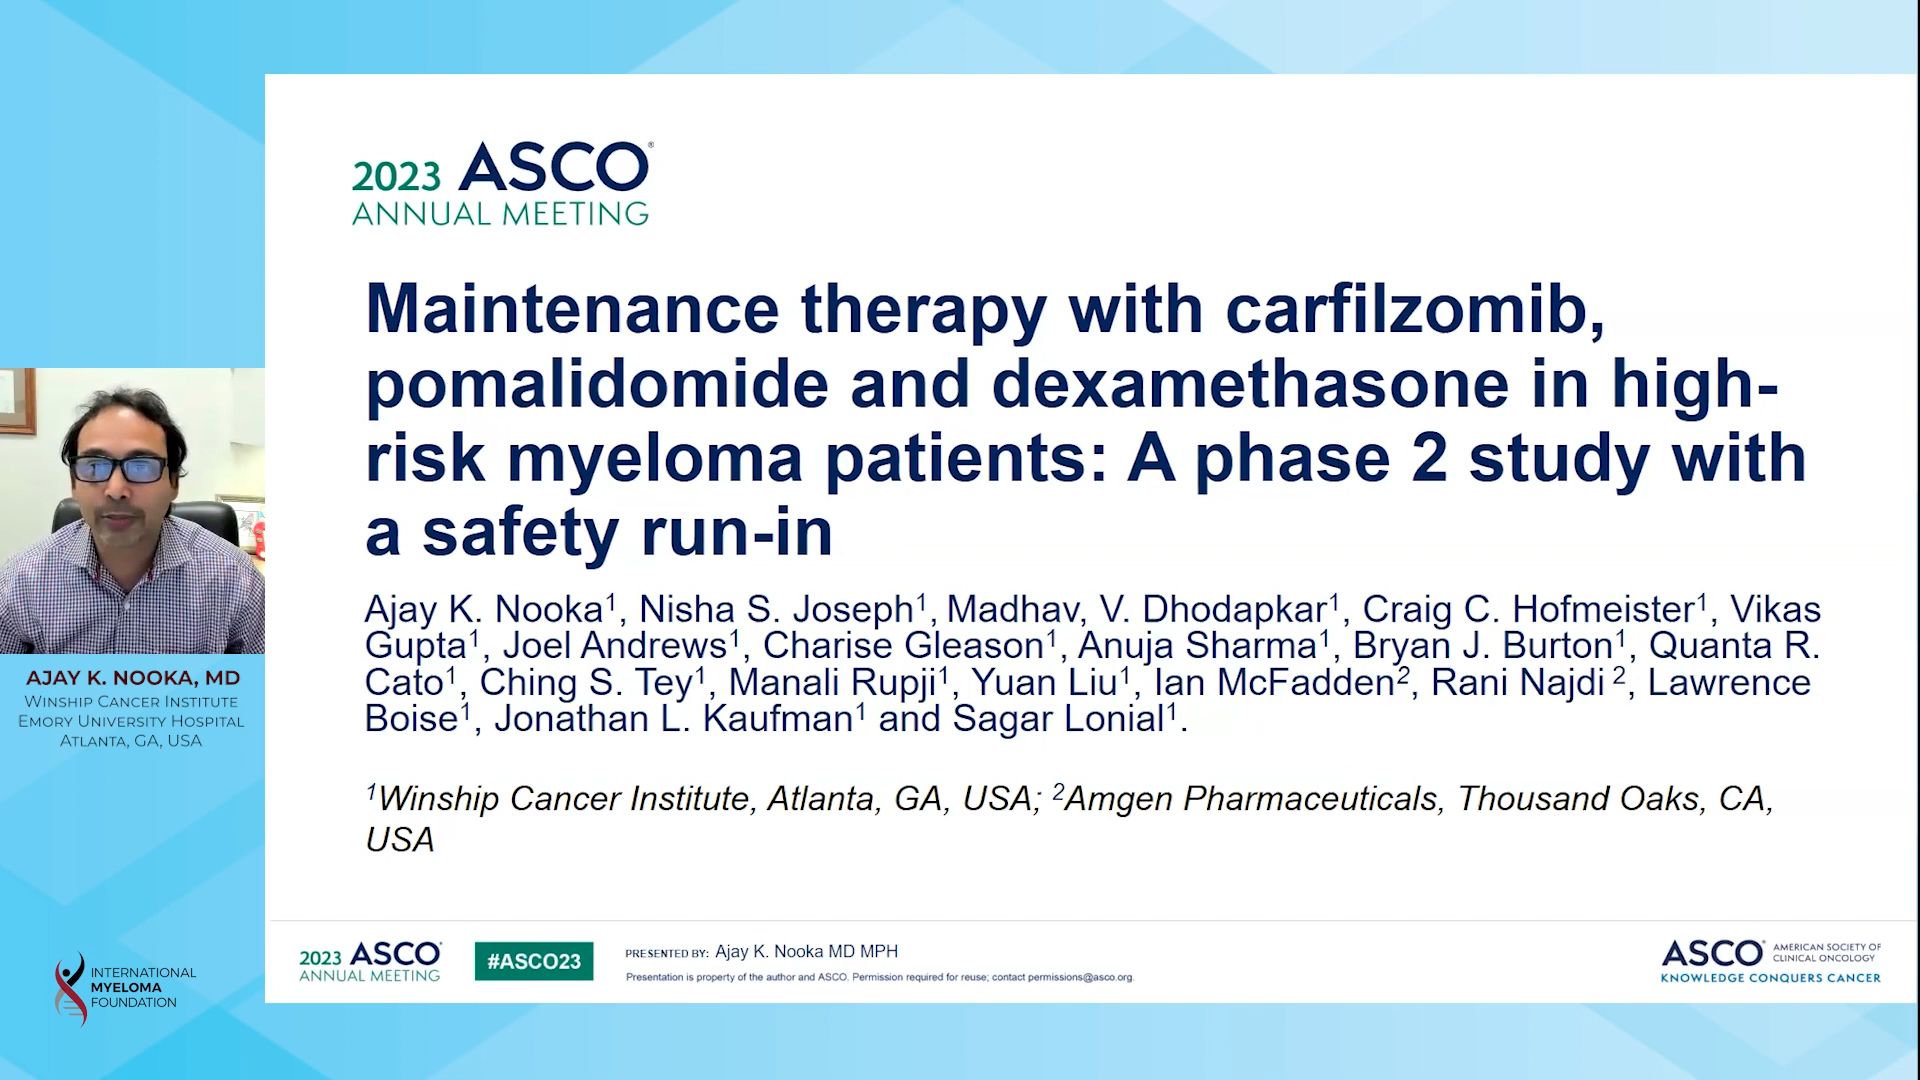 2023 ASCO®
ANNUAL MEETING
Maintenance therapy with carfilzomib,
pomalidomide and dexamethasone in high-
risk myeloma patients: A phase 2 study with
a safety run-in
Ajay K. Nooka¹, Nisha S. Joseph¹, Madhav, V. Dhodapkar¹, Craig C. Hofmeister¹, Vikas
Gupta¹, Joel Andrews¹, Charise Gleason¹, Anuja Sharma¹, Bryan J. Burton¹, Quanta R.
Cato¹, Ching S. Tey¹, Manali Rupji¹, Yuan Liu¹, Ian McFadden², Rani Najdi ², Lawrence
Boise¹, Jonathan L. Kaufman¹ and Sagar Lonial¹.
¹Winship Cancer Institute, Atlanta, GA, USA; ²Amgen Pharmaceuticals, Thousand Oaks, CA,
USA
AJAY K. NOOKA, MD
WINSHIP CANCER INSTITUTE
EMORY UNIVERSITY HOSPITAL
ATLANTA, GA, USA
INTERNATIONAL
MYELOMA
FOUNDATION
2023 ASCO®
ANNUAL MEETING
#ASCO23
PRESENTED BY: Ajay K. Nooka MD MPH
Presentation is property of the author and ASCO. Permission required for reuse; contact permissions@asco.org.
ASCO® AMERICAN SOCIETY OF
CLINICAL ONCOLOGY
KNOWLEDGE CONQUERS CANCER